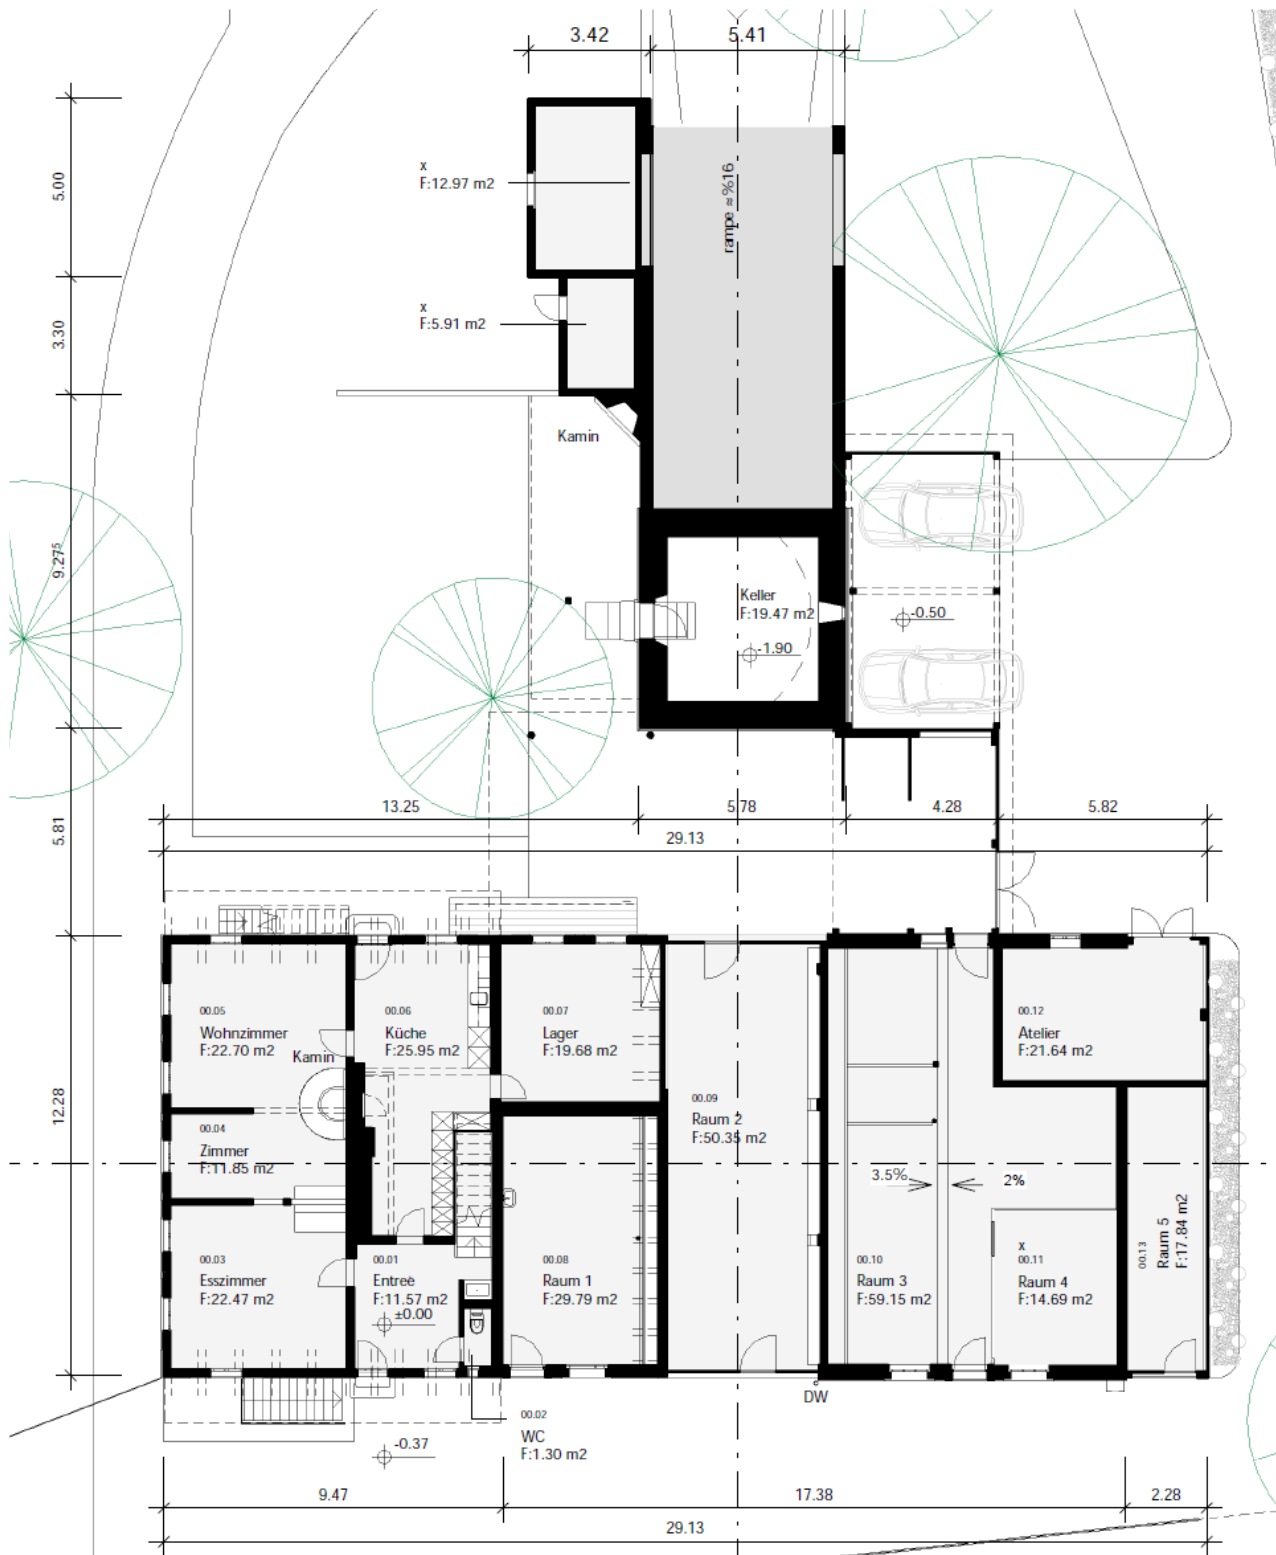 3.42
5.41
5.00
x
F:12.97 m2
rampe ≈%16
3.30
x
F:5.91 m2
Kamin
9.27⁵
Keller
F:19.47 m2
-0.50
-1.90
5.81
13.25
5.78
4.28
5.82
29.13
12.28
00.05
Wohnzimmer
F:22.70 m2
Kamin
00.06
Küche
F:25.95 m2
00.07
Lager
F:19.68 m2
00.12
Atelier
F:21.64 m2
00.09
Raum 2
F:50.35 m2
00.04
Zimmer
F:11.85 m2
3.5%
2%
00.03
Esszimmer
F:22.47 m2
00.01
Entree
F:11.57 m2
±0.00
00.08
Raum 1
F:29.79 m2
00.10
Raum 3
F:59.15 m2
x
00.11
Raum 4
F:14.69 m2
00.13
Raum 5
F:17.84 m2
DW
00.02
WC
F:1.30 m2
-0.37
9.47
17.38
2.28
29.13